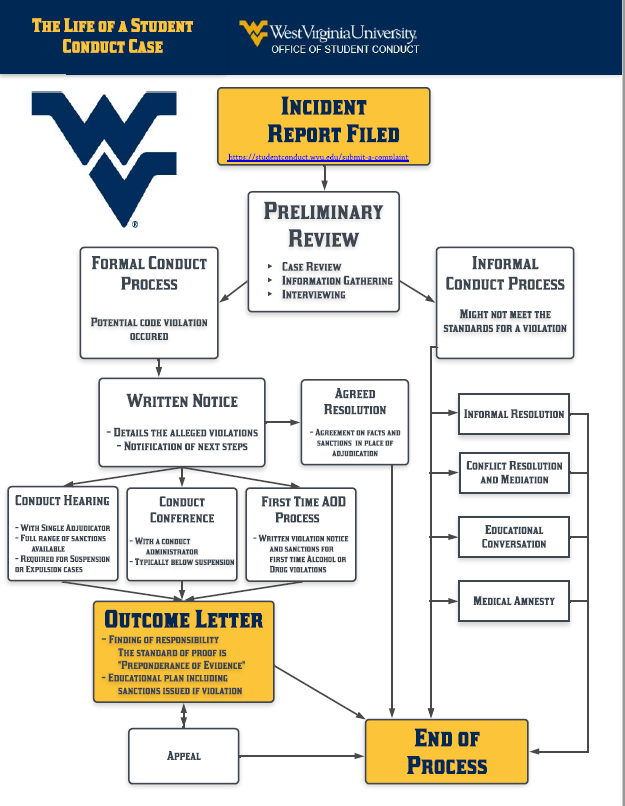 The Life of a Student
Conduct Case
West Virginia University.
OFFICE OF STUDENT CONDUCT
®
Incident
Report Filed
https://studentconduct.wvu.edu/submit-a-complaint
Preliminary
Review
‣ Case Review
‣ Information Gathering
‣ Interviewing
Formal Conduct
Process
Potential code violation
occured
Informal
Conduct Process
Might not meet the
standards for a violation
Written Notice
- Details the alleged violations
- Notification of next steps
Agreed
Resolution
- Agreement on facts and
sanctions in place of
adjudication
Informal Resolution
Conflict Resolution
and Mediation
Educational
Conversation
Medical Amnesty
Conduct Hearing
- With Single Adjudicator
- Full range of sanctions
available
- Required for Suspension
or Expulsion cases
Conduct
Conference
- With a conduct
administrator
- Typically below suspension
First Time AOD
Process
- Written violation notice
and sanctions for
first time Alcohol or
Drug violations
Outcome Letter
- Finding of responsibility
The standard of proof is
"Preponderance of Evidence"
- Educational plan including
sanctions issued if violation
Appeal
End of
Process